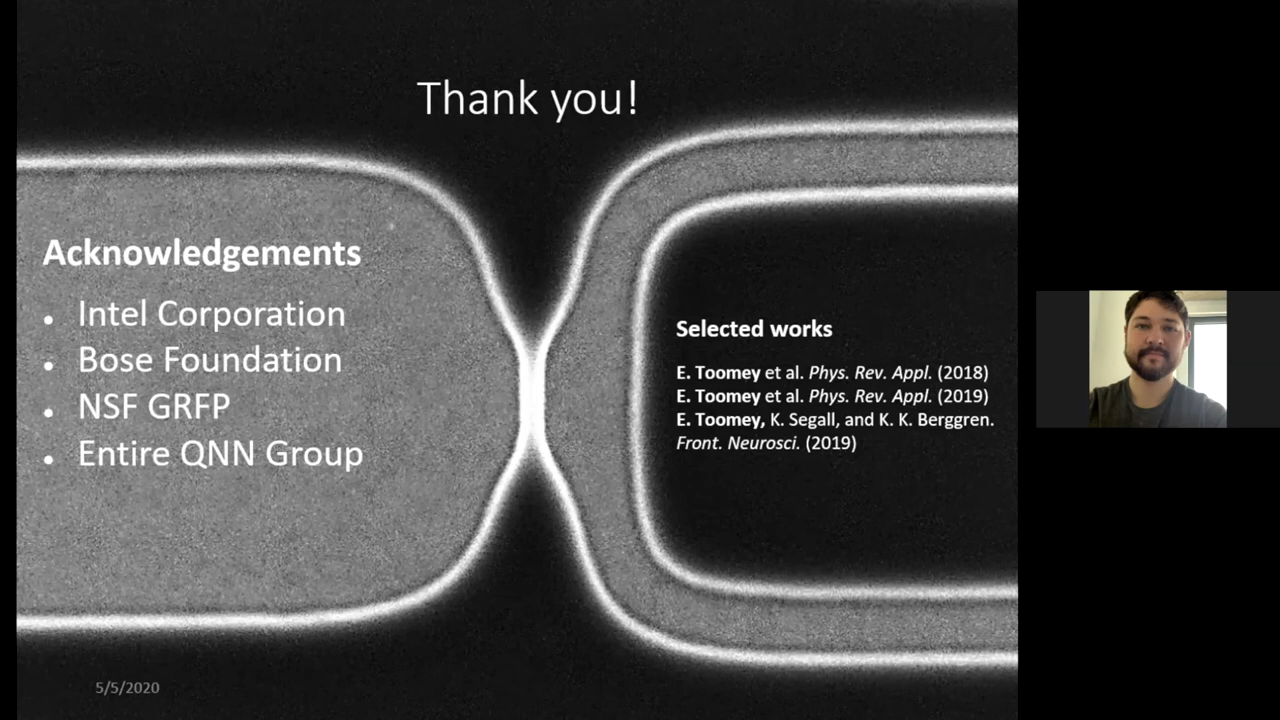 Thank you!
Acknowledgements
• Intel Corporation
• Bose Foundation
• NSF GRFP
• Entire QNN Group
Selected works
E. Toomey et al. Phys. Rev. Appl. (2018)
E. Toomey et al. Phys. Rev. Appl. (2019)
E. Toomey, K. Segall, and K. K. Berggren.
Front. Neurosci. (2019)
5/5/2020